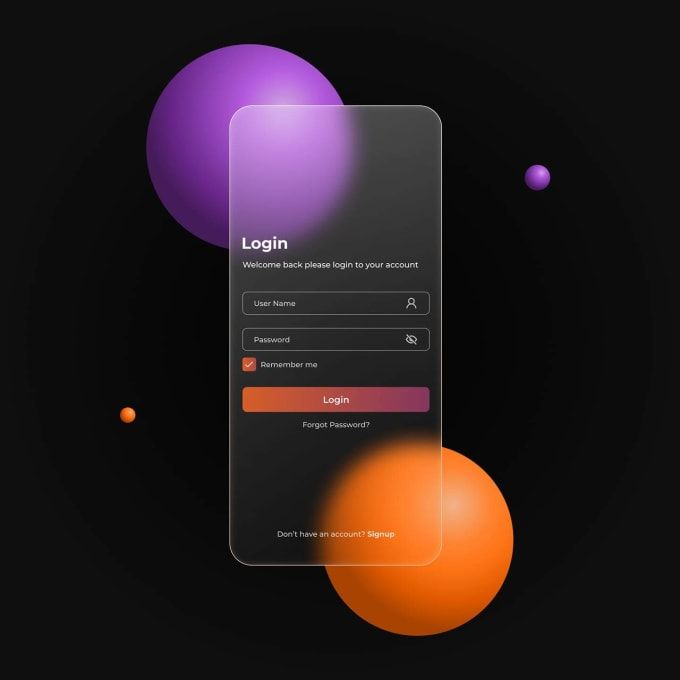 Login
Welcome back please login to your account
User Name
Password
Remember me
Login
Forgot Password?
Don't have an account? Signup